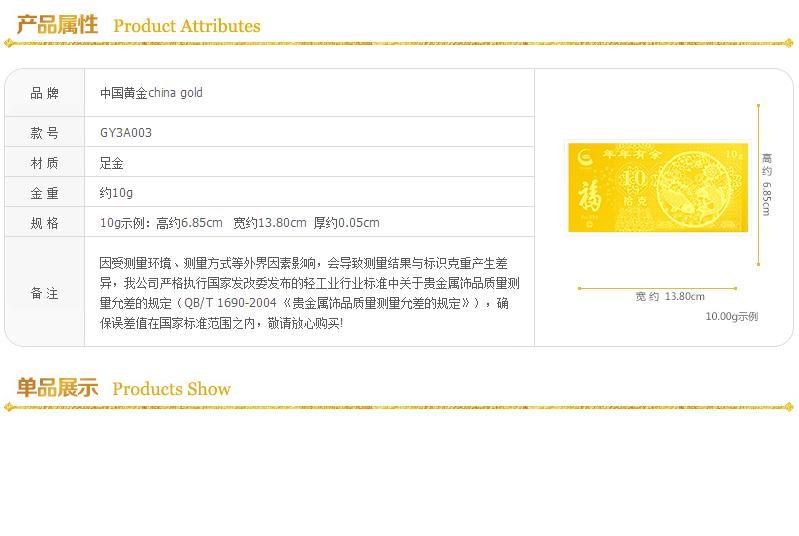 产品属性 Product Attributes
品 牌 中国黄金china gold
款 号 GY3A003
材 质 足金
金 重 约10g
规 格 10g示例：高约6.85cm 宽约13.80cm 厚约0.05cm
备 注
因受测量环境、测量方式等外界因素影响，会导致测量结果与标识克重产生差
异，我公司严格执行国家发改委发布的轻工业行业标准中关于贵金属饰品质量测
量允差的规定（QB/T 1690-2004《贵金属饰品质量测量允差的规定》），确
保误差值在国家标准范围之内，敬请放心购买!
年年有余
10g
福
10
拾克
高约 6.85cm
宽 约 13.80cm
10.00g示例
单品展示 Products Show